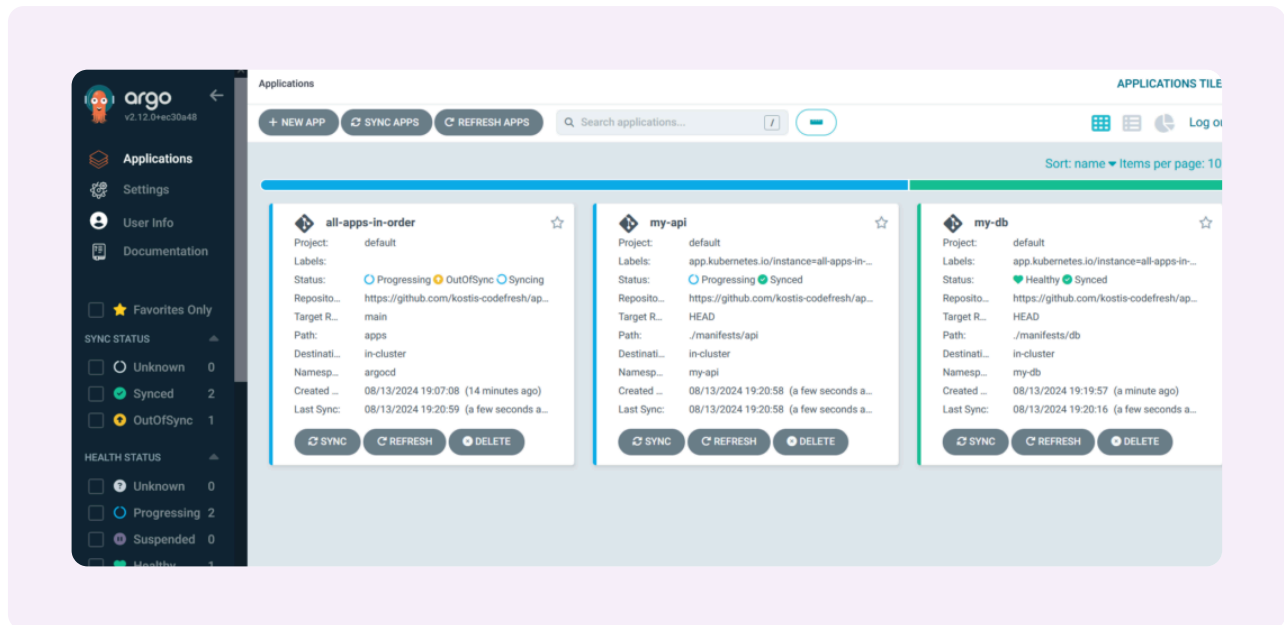 argo
v2.12.0+ec30a48
Applications
Settings
User Info
Documentation
Favorites Only
SYNC STATUS
Unknown 0
Synced 2
OutOfSync 1
HEALTH STATUS
Unknown 0
Progressing 2
Suspended 0
Healthy 1
Applications
APPLICATIONS TILE
+ NEW APP SYNC APPS REFRESH APPS Search applications... / Log ou
Sort: name Items per page: 10
all-apps-in-order
Project: default
Labels:
Status: Progressing OutOfSync Syncing
Reposito... https://github.com/kostis-codefresh/ap...
Target R... main
Path: apps
Destinati... in-cluster
Namesp... argocd
Created ... 08/13/2024 19:07:08 (14 minutes ago)
Last Sync: 08/13/2024 19:20:59 (a few seconds a...
SYNC REFRESH DELETE
my-api
Project: default
Labels: app.kubernetes.io/instance=all-apps-in-...
Status: Progressing Synced
Reposito... https://github.com/kostis-codefresh/ap...
Target R... HEAD
Path: ./manifests/api
Destinati... in-cluster
Namesp... my-api
Created ... 08/13/2024 19:20:58 (a few seconds a...
Last Sync: 08/13/2024 19:20:58 (a few seconds a...
SYNC REFRESH DELETE
my-db
Project: default
Labels: app.kubernetes.io/instance=all-apps-in-...
Status: Healthy Synced
Reposito... https://github.com/kostis-codefresh/ap...
Target R... HEAD
Path: ./manifests/db
Destinati... in-cluster
Namesp... my-db
Created ... 08/13/2024 19:19:57 (a minute ago)
Last Sync: 08/13/2024 19:20:16 (a few seconds a...
SYNC REFRESH DELETE